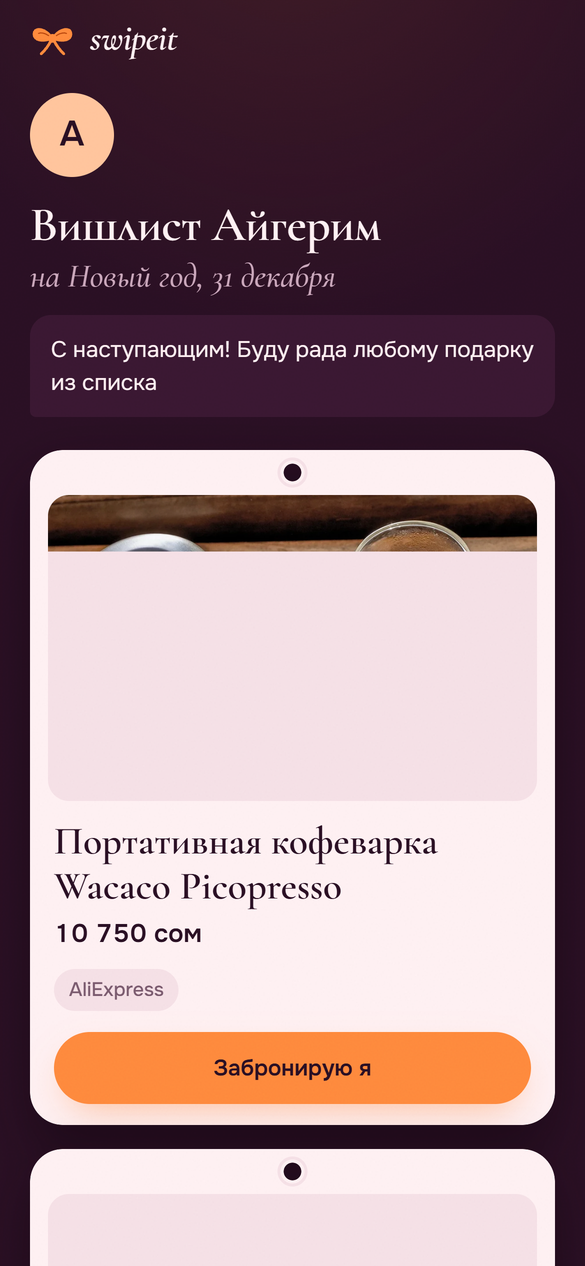 swipeit
А
Вишлист Айгерим
на Новый год, 31 декабря
С наступающим! Буду рада любому подарку
из списка
Портативная кофеварка
Wacaco Picopresso
10 750 сом
AliExpress
Забронирую я